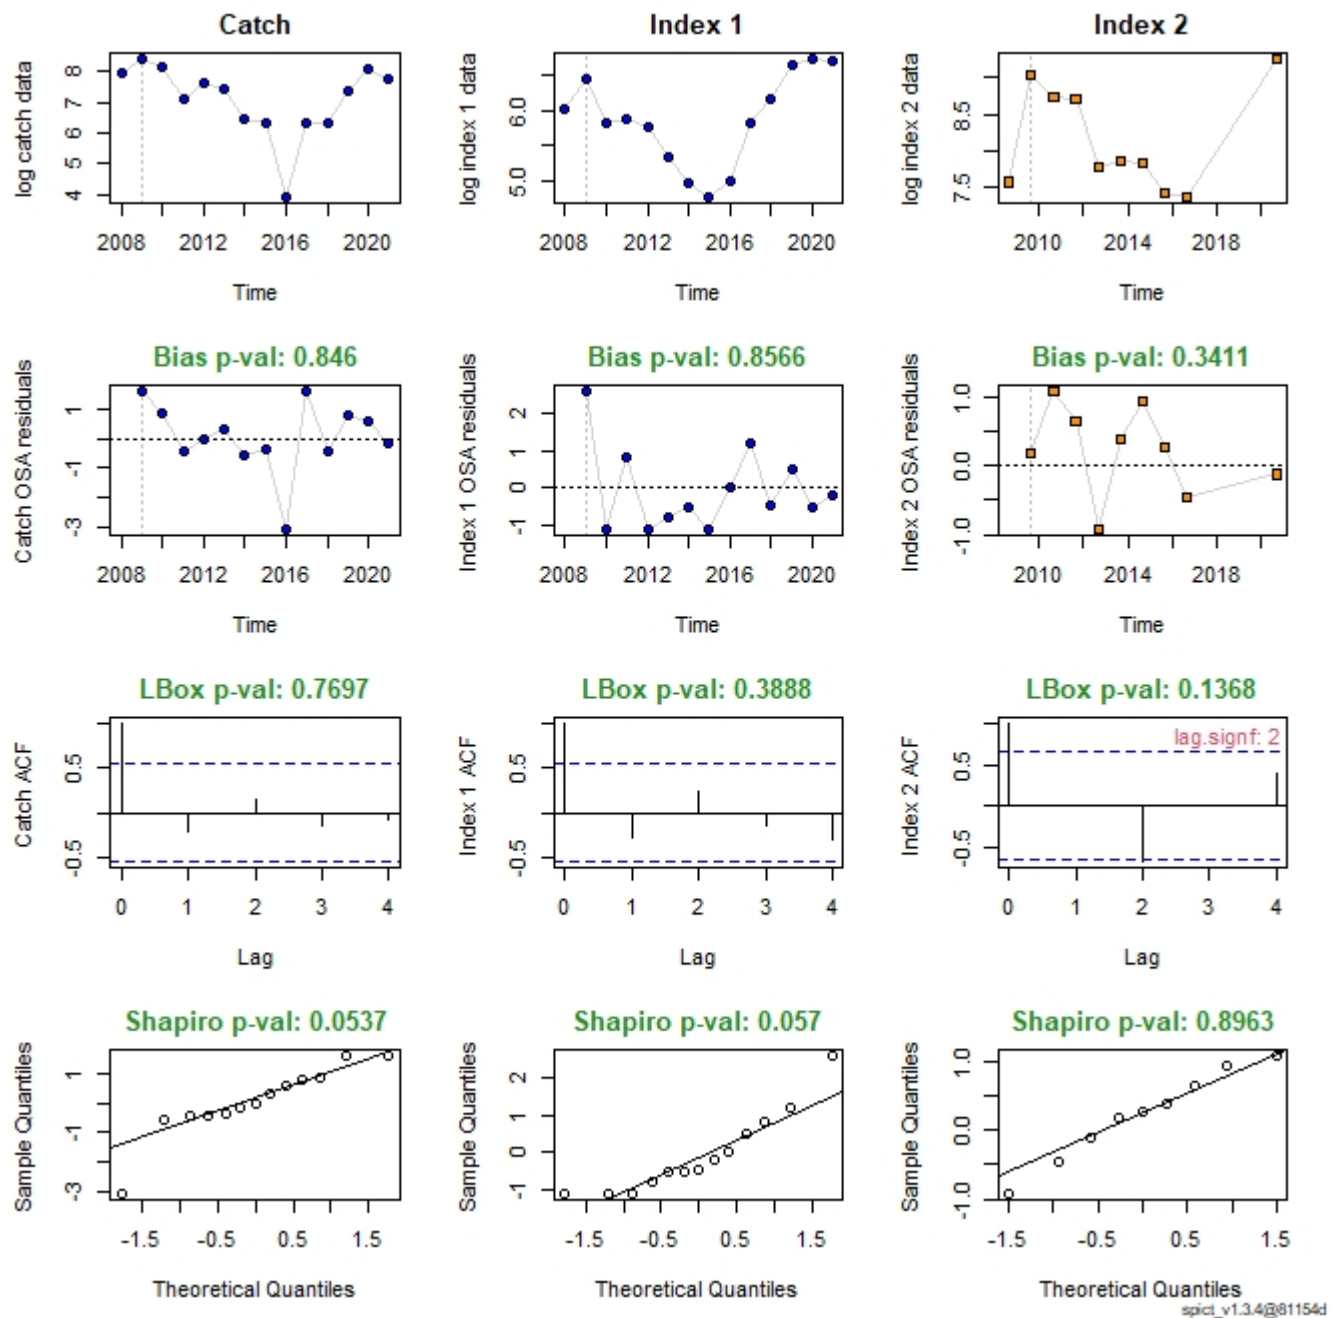 Catch
Index 1
Index 2
log catch data
8
7
6
5
4
2008 2012 2016 2020
Time
log index 1 data
6.0
5.0
2008 2012 2016 2020
Time
log index 2 data
8.5
7.5
2010 2014 2018
Time
Bias p-val: 0.846
Catch OSA residuals
1
-1
-3
2008 2012 2016 2020
Time
Bias p-val: 0.8566
Index 1 OSA residuals
2
1
0
-1
2008 2012 2016 2020
Time
Bias p-val: 0.3411
Index 2 OSA residuals
1.0
0.0
-1.0
2010 2014 2018
Time
LBox p-val: 0.7697
Catch ACF
0.5
-0.5
0 1 2 3 4
Lag
LBox p-val: 0.3888
Index 1 ACF
0.5
-0.5
0 1 2 3 4
Lag
LBox p-val: 0.1368
lag.signf: 2
Index 2 ACF
0.5
-0.5
0 1 2 3 4
Lag
Shapiro p-val: 0.0537
Sample Quantiles
1
-1
-3
-1.5 -0.5 0.5 1.5
Theoretical Quantiles
Shapiro p-val: 0.057
Sample Quantiles
2
1
0
-1
-1.5 -0.5 0.5 1.5
Theoretical Quantiles
Shapiro p-val: 0.8963
Sample Quantiles
1.0
0.0
-1.0
-1.5 -0.5 0.5 1.5
Theoretical Quantiles
spict_v1.3.4@81154d